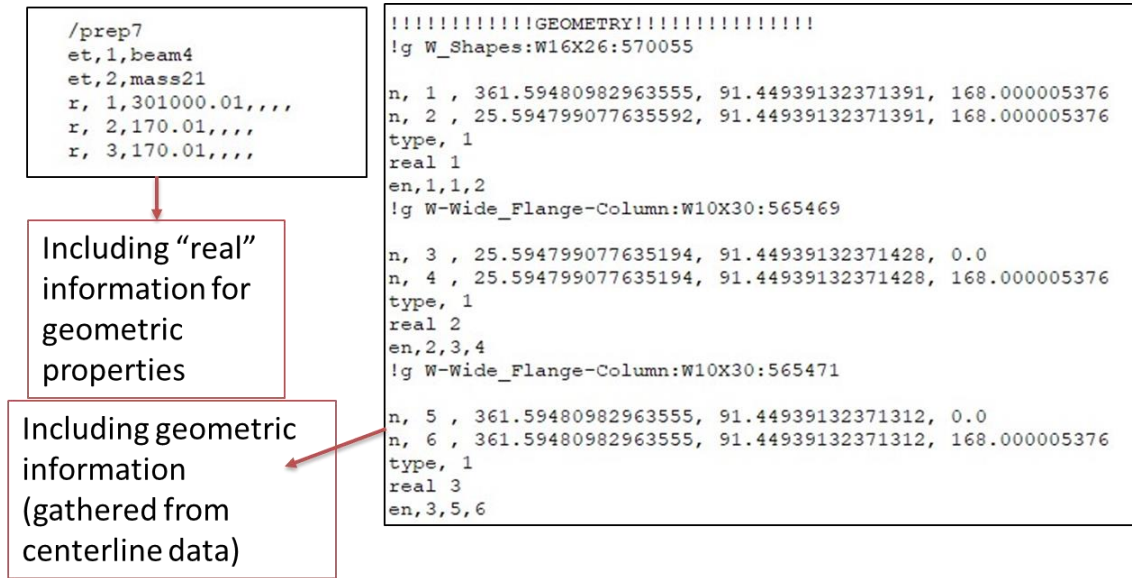 /prep7
et,1,beam4
et,2,mass21
r, 1,301000.01,,,,
r, 2,170.01,,,,
r, 3,170.01,,,,
Including “real”
information for
geometric
properties
Including geometric
information
(gathered from
centerline data)
!!!!!!!!!!!!GEOMETRY!!!!!!!!!!!!!!!
!g W_Shapes:W16X26:570055
n, 1 , 361.59480982963555, 91.44939132371391, 168.000005376
n, 2 , 25.594799077635592, 91.44939132371391, 168.000005376
type, 1
real 1
en,1,1,2
!g W-Wide_Flange-Column:W10X30:565469
n, 3 , 25.594799077635194, 91.44939132371428, 0.0
n, 4 , 25.594799077635194, 91.44939132371428, 168.000005376
type, 1
real 2
en,2,3,4
!g W-Wide_Flange-Column:W10X30:565471
n, 5 , 361.59480982963555, 91.44939132371312, 0.0
n, 6 , 361.59480982963555, 91.44939132371312, 168.000005376
type, 1
real 3
en,3,5,6